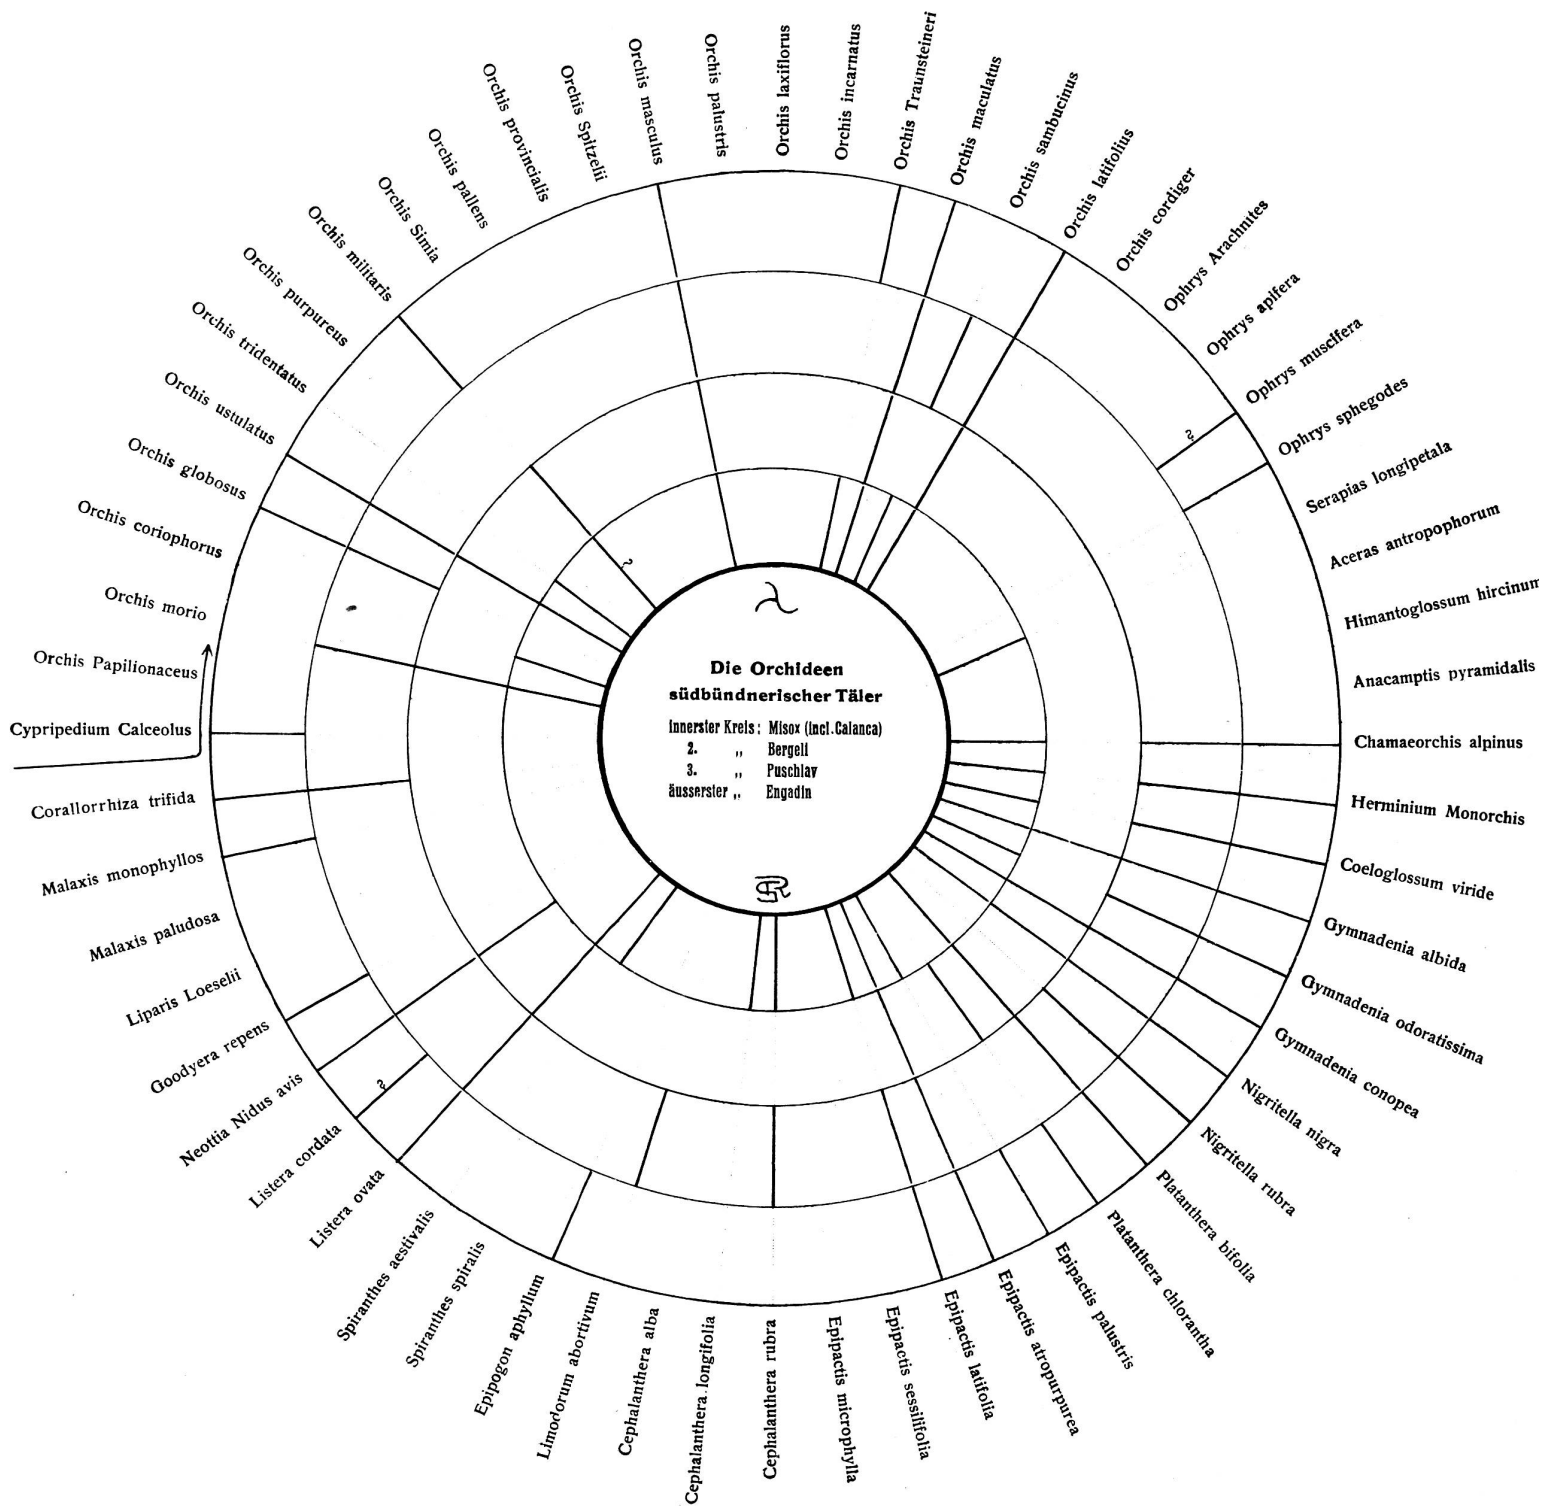 Die Orchideen
südbündnerischer Täler
innerster Kreis: Misox (incl. Calanca)
2. „ Bergell
3. „ Puschlav
äusserster „ Engadin
Cypripedium Calceolus
Orchis Papilionaceus
Orchis morio
Orchis coriophorus
Orchis globosus
Orchis ustulatus
Orchis tridentatus
Orchis purpureus
Orchis militaris
Orchis Simia
Orchis pallens
Orchis provincialis
Orchis Spitzelii
Orchis masculus
Orchis palustris
Orchis laxiflorus
Orchis incarnatus
Orchis Traunsteineri
Orchis maculatus
Orchis sambucinus
Orchis latifolius
Orchis cordiger
Ophrys Arachnites
Ophrys apifera
Ophrys muscifera
?
Ophrys sphegodes
Serapias longipetala
Aceras antropophorum
Himantoglossum hircinum
Anacamptis pyramidalis
Chamaeorchis alpinus
Herminium Monorchis
Coeloglossum viride
Gymnadenia albida
Gymnadenia odoratissima
Gymnadenia conopea
Nigritella nigra
Nigritella rubra
Platanthera bifolia
Platanthera chlorantha
Epipactis palustris
Epipactis atropurpurea
Epipactis latifolia
Epipactis sessilifolia
Epipactis microphylla
Cephalanthera rubra
Cephalanthera longifolia
Cephalanthera alba
Limodorum abortivum
Epipogon aphyllum
Spiranthes spiralis
Spiranthes aestivalis
Listera ovata
Listera cordata
?
Neottia Nidus avis
Goodyera repens
Liparis Loeselii
Malaxis paludosa
Malaxis monophyllos
Corallorrhiza trifida
?